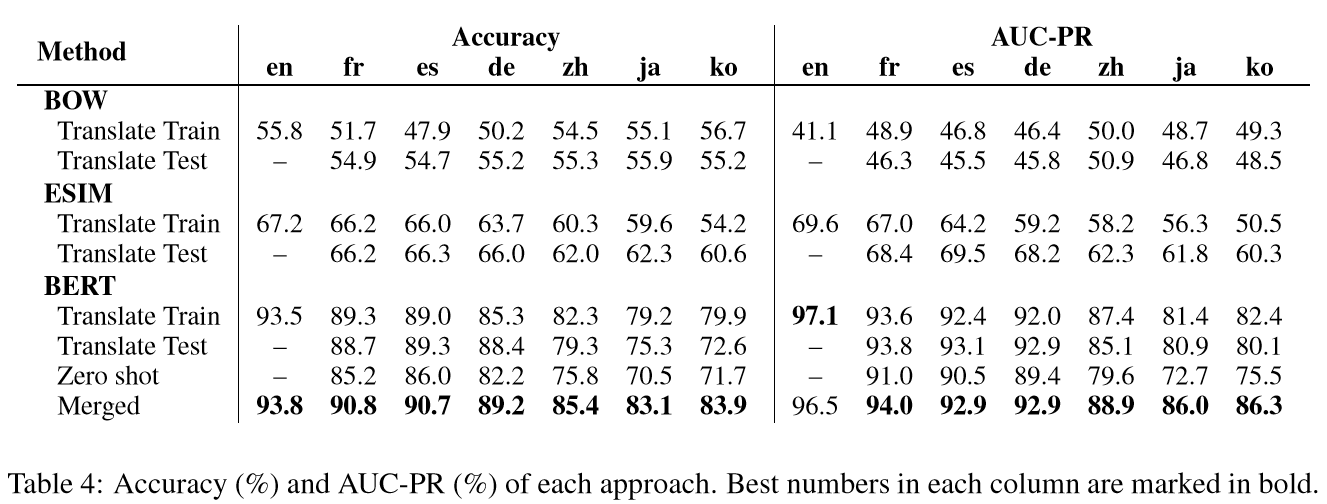 Method Accuracy AUC-PR
en fr es de zh ja ko en fr es de zh ja ko
BOW
Translate Train 55.8 51.7 47.9 50.2 54.5 55.1 56.7 41.1 48.9 46.8 46.4 50.0 48.7 49.3
Translate Test – 54.9 54.7 55.2 55.3 55.9 55.2 – 46.3 45.5 45.8 50.9 46.8 48.5
ESIM
Translate Train 67.2 66.2 66.0 63.7 60.3 59.6 54.2 69.6 67.0 64.2 59.2 58.2 56.3 50.5
Translate Test – 66.2 66.3 66.0 62.0 62.3 60.6 – 68.4 69.5 68.2 62.3 61.8 60.3
BERT
Translate Train 93.5 89.3 89.0 85.3 82.3 79.2 79.9 97.1 93.6 92.4 92.0 87.4 81.4 82.4
Translate Test – 88.7 89.3 88.4 79.3 75.3 72.6 – 93.8 93.1 92.9 85.1 80.9 80.1
Zero shot – 85.2 86.0 82.2 75.8 70.5 71.7 – 91.0 90.5 89.4 79.6 72.7 75.5
Merged 93.8 90.8 90.7 89.2 85.4 83.1 83.9 96.5 94.0 92.9 92.9 88.9 86.0 86.3
Table 4: Accuracy (%) and AUC-PR (%) of each approach. Best numbers in each column are marked in bold.